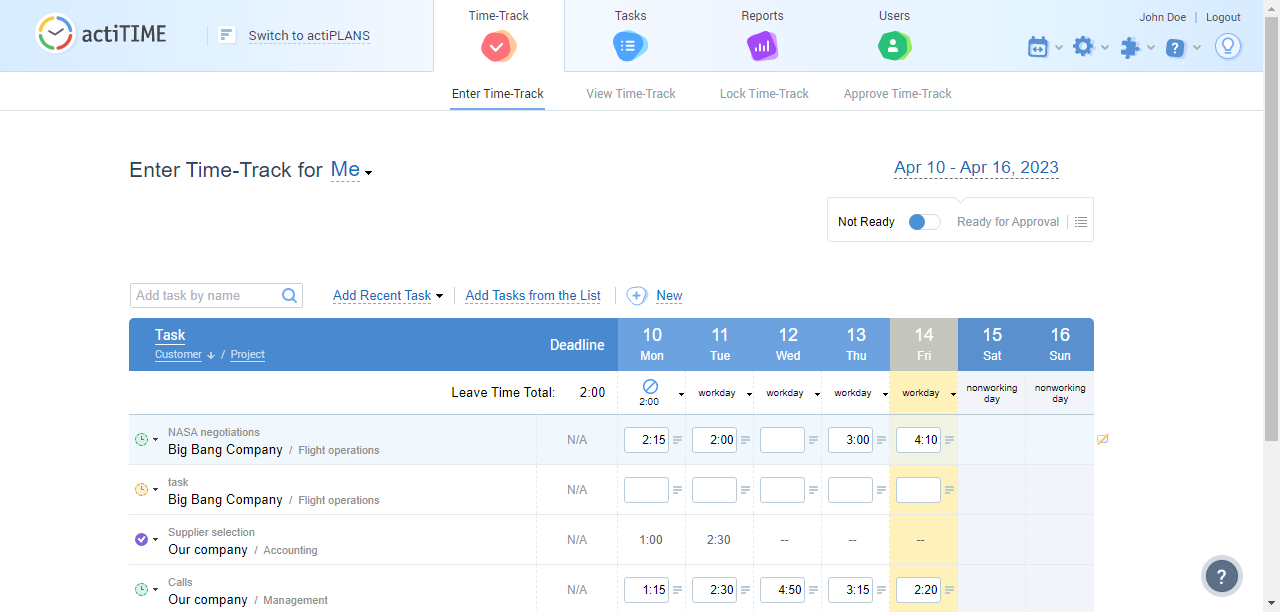 Time-Track Tasks Reports Users John Doe | Logout
actiTIME Switch to actiPLANS
Enter Time-Track View Time-Track Lock Time-Track Approve Time-Track
Enter Time-Track for Me Apr 10 - Apr 16, 2023
Not Ready Ready for Approval
Add task by name Add Recent Task Add Tasks from the List New
Task Deadline 10 11 12 13 14 15 16
Customer ↓ / Project Mon Tue Wed Thu Fri Sat Sun
Leave Time Total: 2:00 2:00 workday workday workday workday nonworking day nonworking day
NASA negotiations
Big Bang Company / Flight operations N/A 2:15 2:00 3:00 4:10
task
Big Bang Company / Flight operations N/A
Supplier selection
Our company / Accounting N/A 1:00 2:30 -- -- --
Calls
Our company / Management N/A 1:15 2:30 4:50 3:15 2:20
?